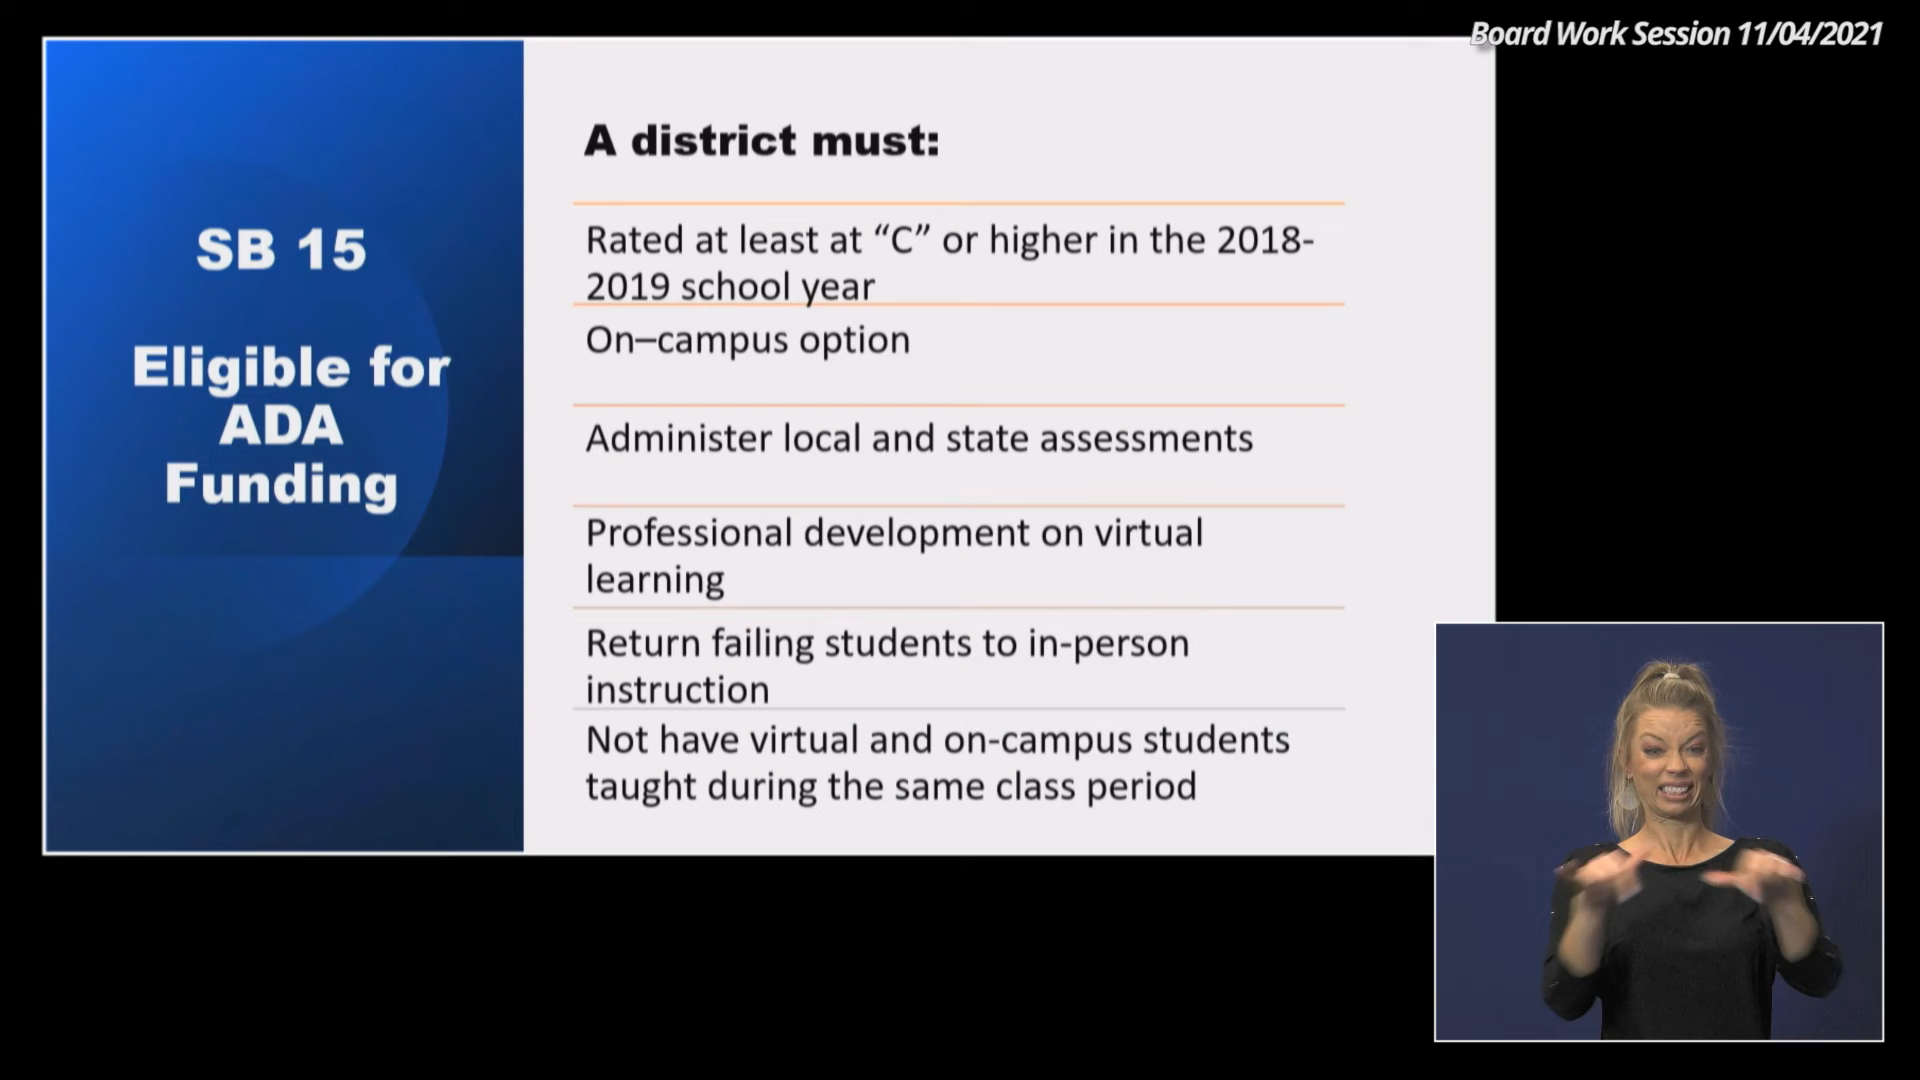 Board Work Session 11/04/2021
SB 15
Eligible for
ADA
Funding
A district must:
Rated at least at “C” or higher in the 2018-
2019 school year
On–campus option
Administer local and state assessments
Professional development on virtual
learning
Return failing students to in-person
instruction
Not have virtual and on-campus students
taught during the same class period